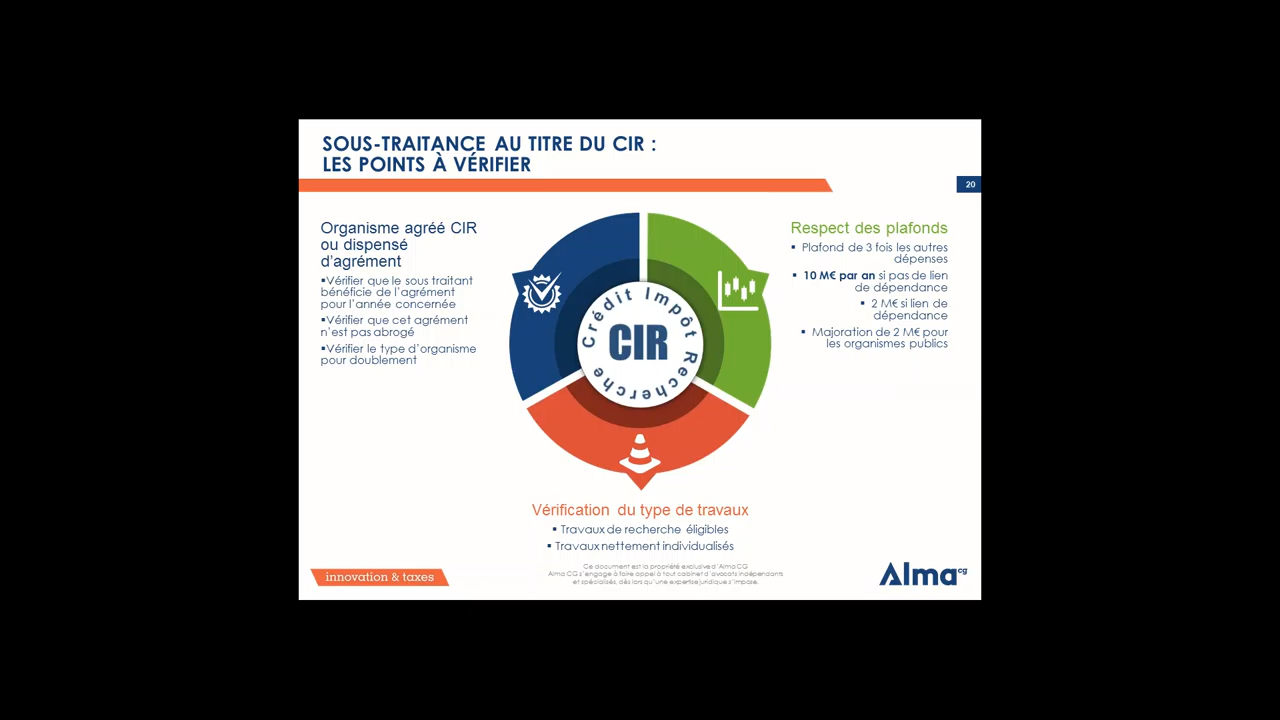 SOUS-TRAITANCE AU TITRE DU CIR :
LES POINTS À VÉRIFIER
20
Organisme agréé CIR
ou dispensé
d'agrément
▪Vérifier que le sous traitant
bénéficie de l'agrément
pour l'année concernée
▪Vérifier que cet agrément
n'est pas abrogé
▪Vérifier le type d'organisme
pour doublement
Crédit Impôt Recherche
CIR
Respect des plafonds
▪ Plafond de 3 fois les autres
dépenses
▪ 10 M€ par an si pas de lien
de dépendance
▪ 2 M€ si lien de
dépendance
▪ Majoration de 2 M€ pour
les organismes publics
Vérification du type de travaux
▪ Travaux de recherche éligibles
▪ Travaux nettement individualisés
Ce document est la propriété exclusive d'Alma CG
Alma CG s'engage à faire appel à tout cabinet d'avocats indépendants
et spécialisés, dès lors qu'une expertise juridique s'impose.
innovation & taxes
Alma cg